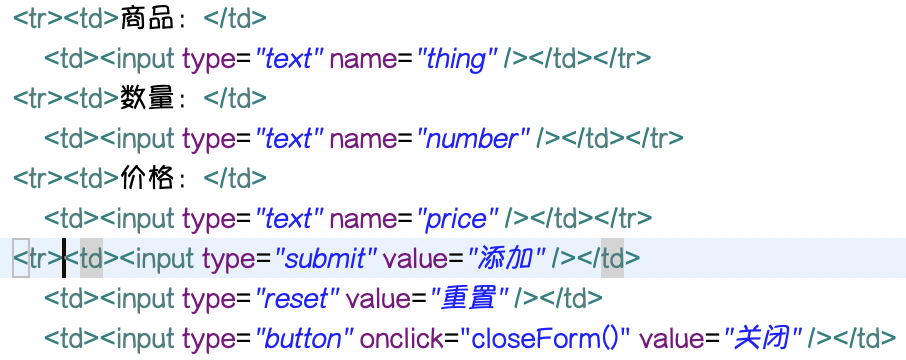 <tr><td>商品：</td>
<td><input type="text" name="thing" /></td></tr>
<tr><td>数量：</td>
<td><input type="text" name="number" /></td></tr>
<tr><td>价格：</td>
<td><input type="text" name="price" /></td></tr>
<tr><td><input type="submit" value="添加" /></td>
<td><input type="reset" value="重置" /></td>
<td><input type="button" onclick="closeForm()" value="关闭" /></td>